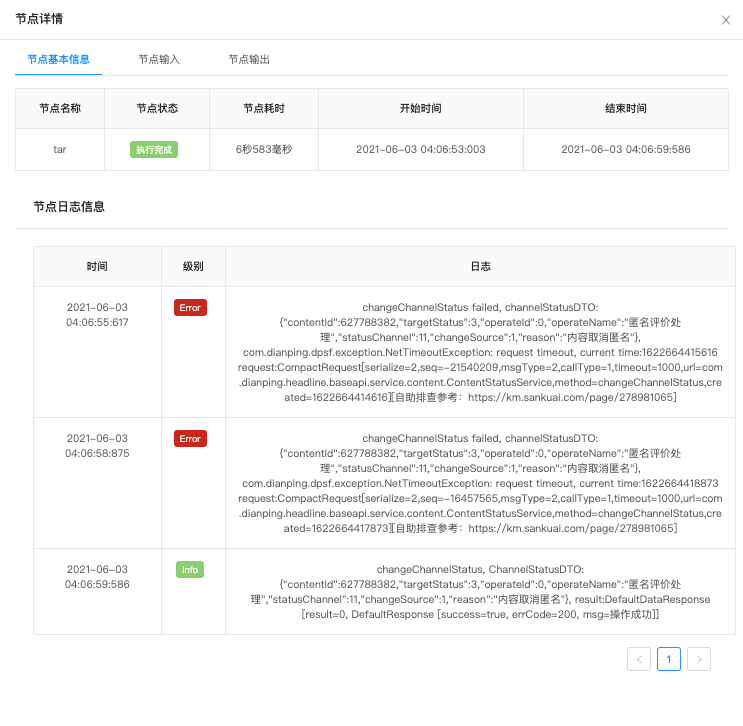 节点详情
节点基本信息 节点输入 节点输出
节点名称 节点状态 节点耗时 开始时间 结束时间
tar 执行完成 6秒583毫秒 2021-06-03 04:06:53:003 2021-06-03 04:06:59:586
节点日志信息
时间 级别 日志
2021-06-03
04:06:55:617
Error
changeChannelStatus failed, channelStatusDTO:
{"contentId":627788382,"targetStatus":3,"operateId":0,"operateName":"匿名评价处
理","statusChannel":11,"changeSource":1,"reason":"内容取消匿名"},
com.dianping.dpsf.exception.NetTimeoutException: request timeout, current time:1622664415616
request:CompactRequest[serialize=2,seq=-21540209,msgType=2,callType=1,timeout=1000,url=com
.dianping.headline.baseapi.service.content.ContentStatusService,method=changeChannelStatus,cre
ated=1622664414616][自助排查参考：https://km.sankuai.com/page/278981065]
2021-06-03
04:06:58:875
Error
changeChannelStatus failed, channelStatusDTO:
{"contentId":627788382,"targetStatus":3,"operateId":0,"operateName":"匿名评价处
理","statusChannel":11,"changeSource":1,"reason":"内容取消匿名"},
com.dianping.dpsf.exception.NetTimeoutException: request timeout, current time:1622664418873
request:CompactRequest[serialize=2,seq=-16457565,msgType=2,callType=1,timeout=1000,url=com
.dianping.headline.baseapi.service.content.ContentStatusService,method=changeChannelStatus,cre
ated=1622664417873][自助排查参考：https://km.sankuai.com/page/278981065]
2021-06-03
04:06:59:586
Info
changeChannelStatus, ChannelStatusDTO:
{"contentId":627788382,"targetStatus":3,"operateId":0,"operateName":"匿名评价处
理","statusChannel":11,"changeSource":1,"reason":"内容取消匿名"}, result:DefaultDataResponse
[result=0, DefaultResponse [success=true, errCode=200, msg=操作成功]]
< 1 >